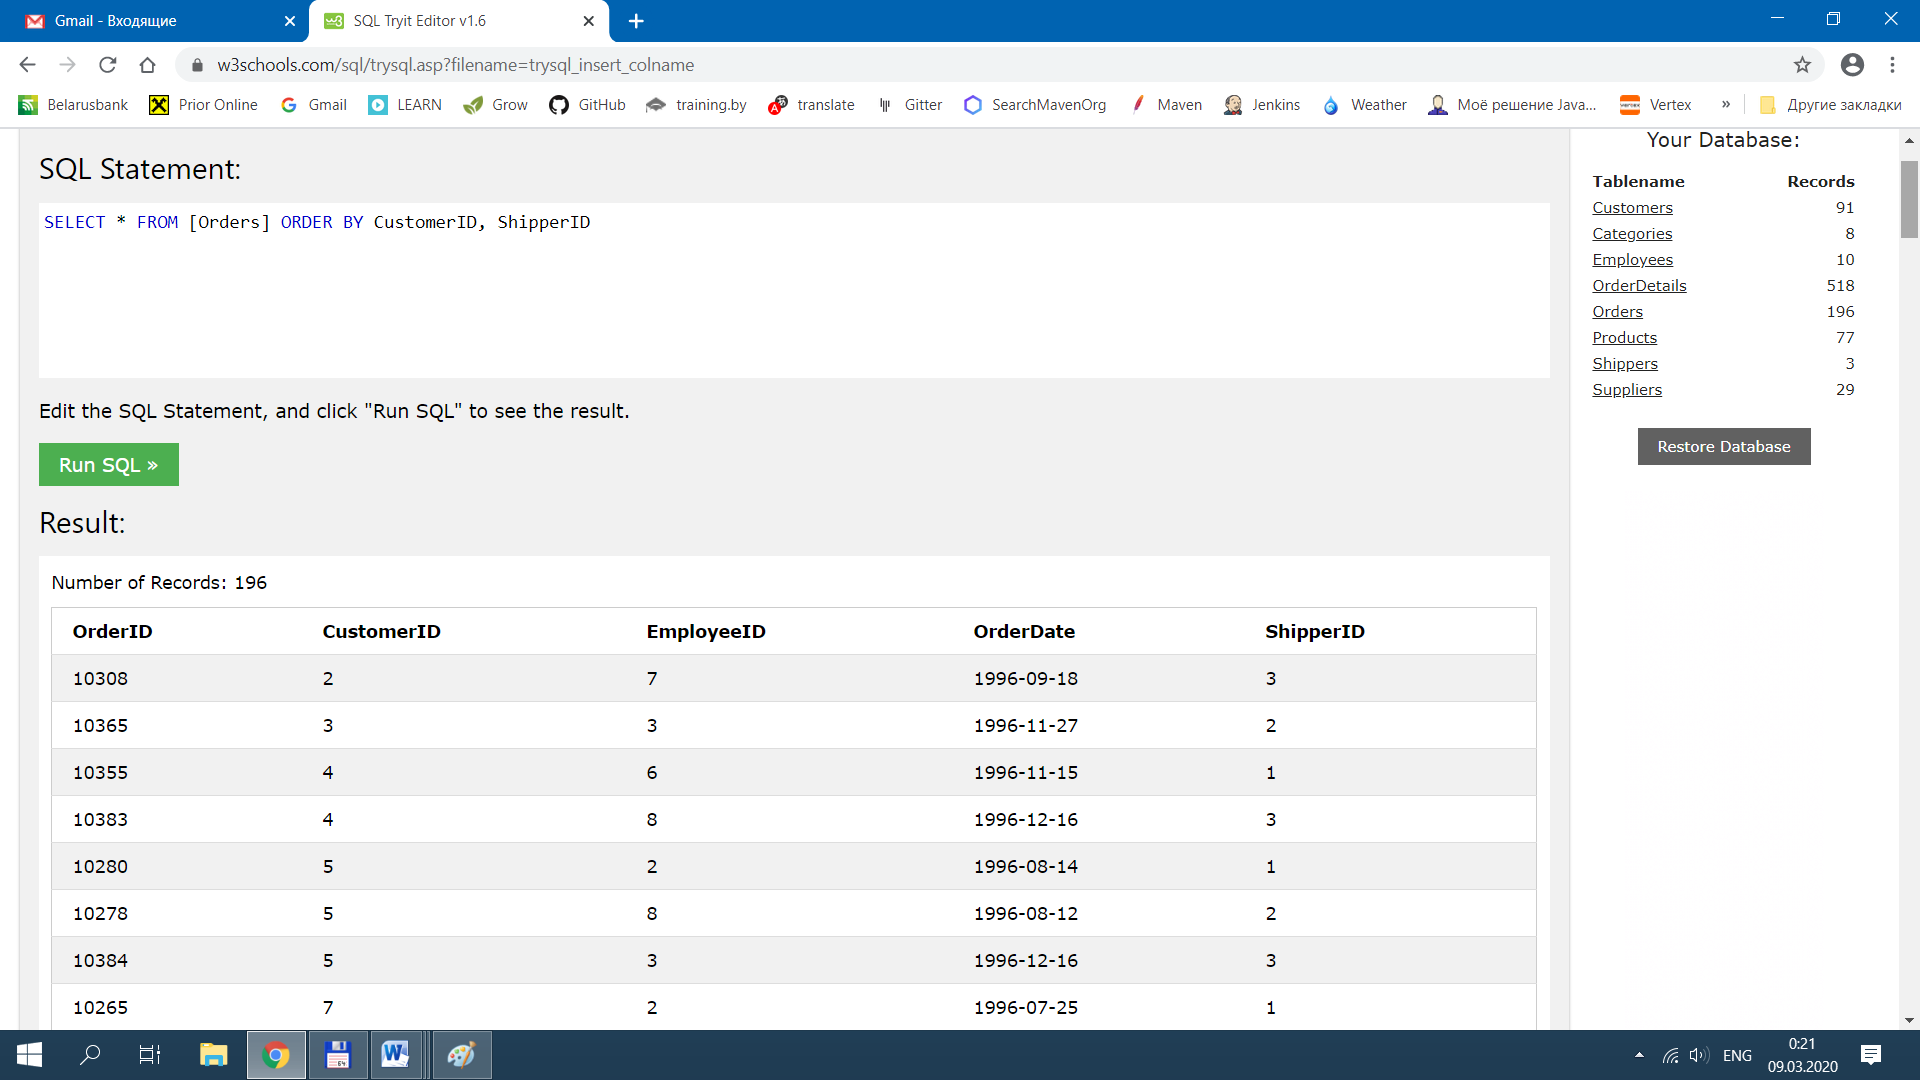 Gmail - Входящие
SQL Tryit Editor v1.6
w3schools.com/sql/trysql.asp?filename=trysql_insert_colname
Belarusbank Prior Online Gmail LEARN Grow GitHub training.by translate Gitter SearchMavenOrg Maven Jenkins Weather Моё решение Java... Vertex » Другие закладки
SQL Statement:
SELECT * FROM [Orders] ORDER BY CustomerID, ShipperID
Edit the SQL Statement, and click "Run SQL" to see the result.
Run SQL »
Result:
Number of Records: 196
OrderID CustomerID EmployeeID OrderDate ShipperID
10308 2 7 1996-09-18 3
10365 3 3 1996-11-27 2
10355 4 6 1996-11-15 1
10383 4 8 1996-12-16 3
10280 5 2 1996-08-14 1
10278 5 8 1996-08-12 2
10384 5 3 1996-12-16 3
10265 7 2 1996-07-25 1
Your Database:
Tablename Records
Customers 91
Categories 8
Employees 10
OrderDetails 518
Orders 196
Products 77
Shippers 3
Suppliers 29
Restore Database
64
ENG
0:21
09.03.2020